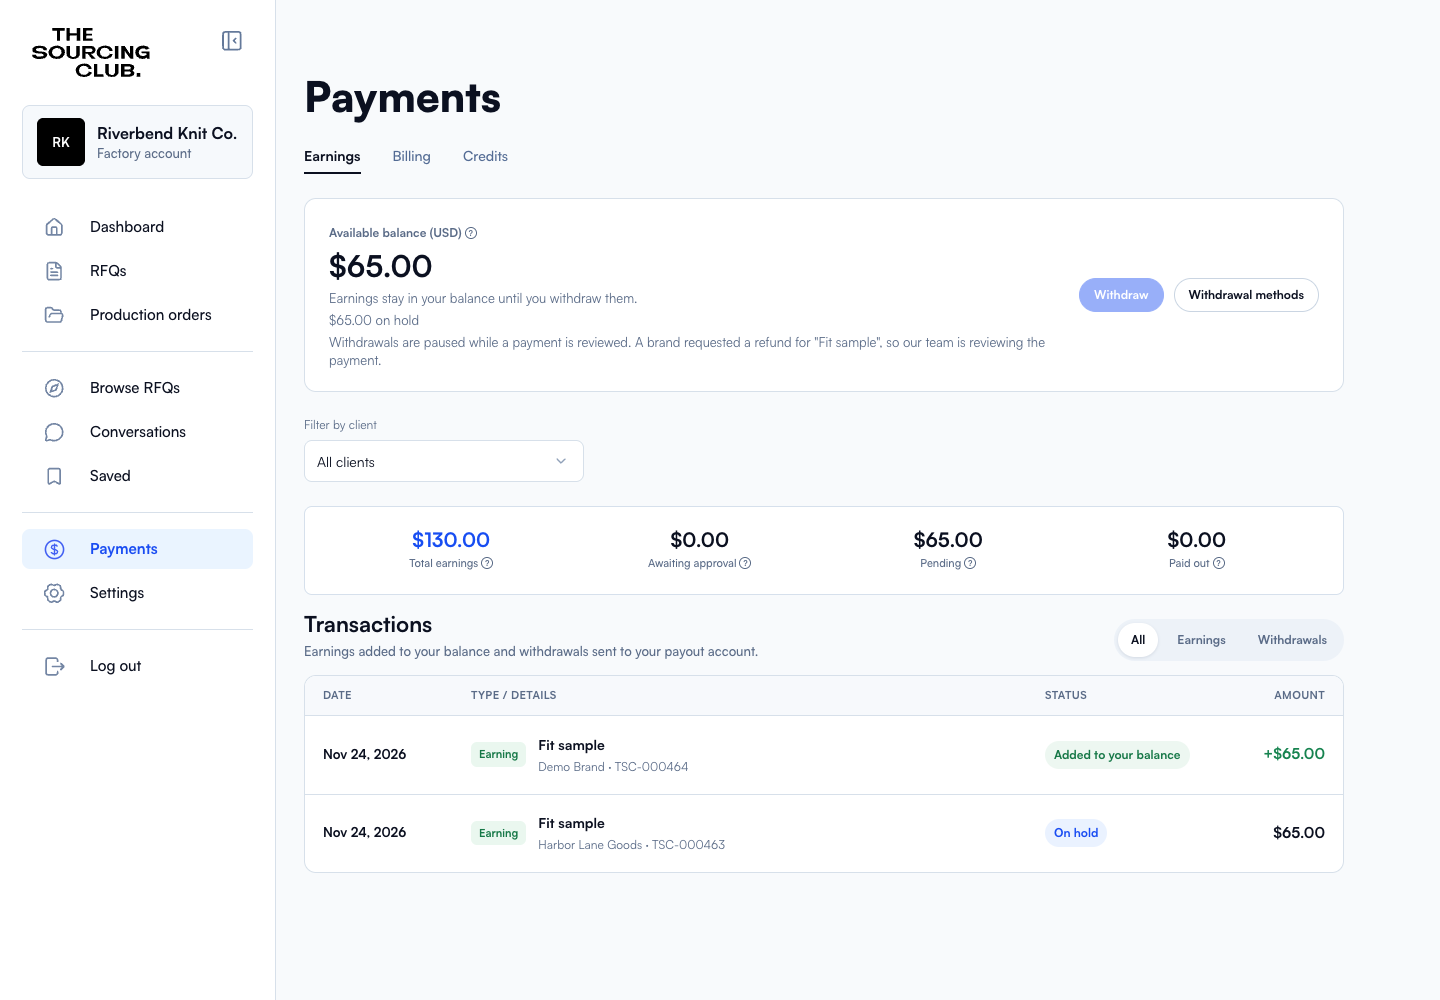 THE
SOURCING
CLUB.
RK
Riverbend Knit Co.
Factory account
Dashboard
RFQs
Production orders
Browse RFQs
Conversations
Saved
Payments
Settings
Log out
Payments
Earnings
Billing
Credits
Available balance (USD) ?
$65.00
Earnings stay in your balance until you withdraw them.
$65.00 on hold
Withdrawals are paused while a payment is reviewed. A brand requested a refund for "Fit sample", so our team is reviewing the
payment.
Withdraw
Withdrawal methods
Filter by client
All clients
$130.00
Total earnings ?
$0.00
Awaiting approval ?
$65.00
Pending ?
$0.00
Paid out ?
Transactions
Earnings added to your balance and withdrawals sent to your payout account.
All
Earnings
Withdrawals
DATE
TYPE / DETAILS
STATUS
AMOUNT
Nov 24, 2026
Earning
Fit sample
Demo Brand · TSC-000464
Added to your balance
+$65.00
Nov 24, 2026
Earning
Fit sample
Harbor Lane Goods · TSC-000463
On hold
$65.00